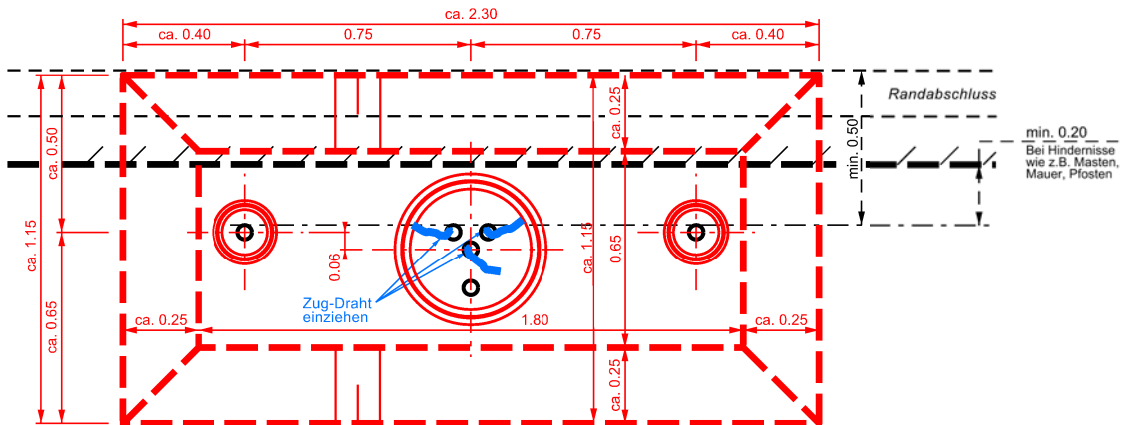 ca. 2.30
ca. 0.40
0.75
0.75
ca. 0.40
Randabschluss
ca. 0.25
ca. 0.50
min. 0.50
min. 0.20
Bei Hindernisse
wie z.B. Masten,
Mauer, Pfosten
ca. 1.15
0.06
ca. 1.15
0.65
Zug-Draht
einziehen
ca. 0.65
ca. 0.25
1.80
ca. 0.25
ca. 0.25